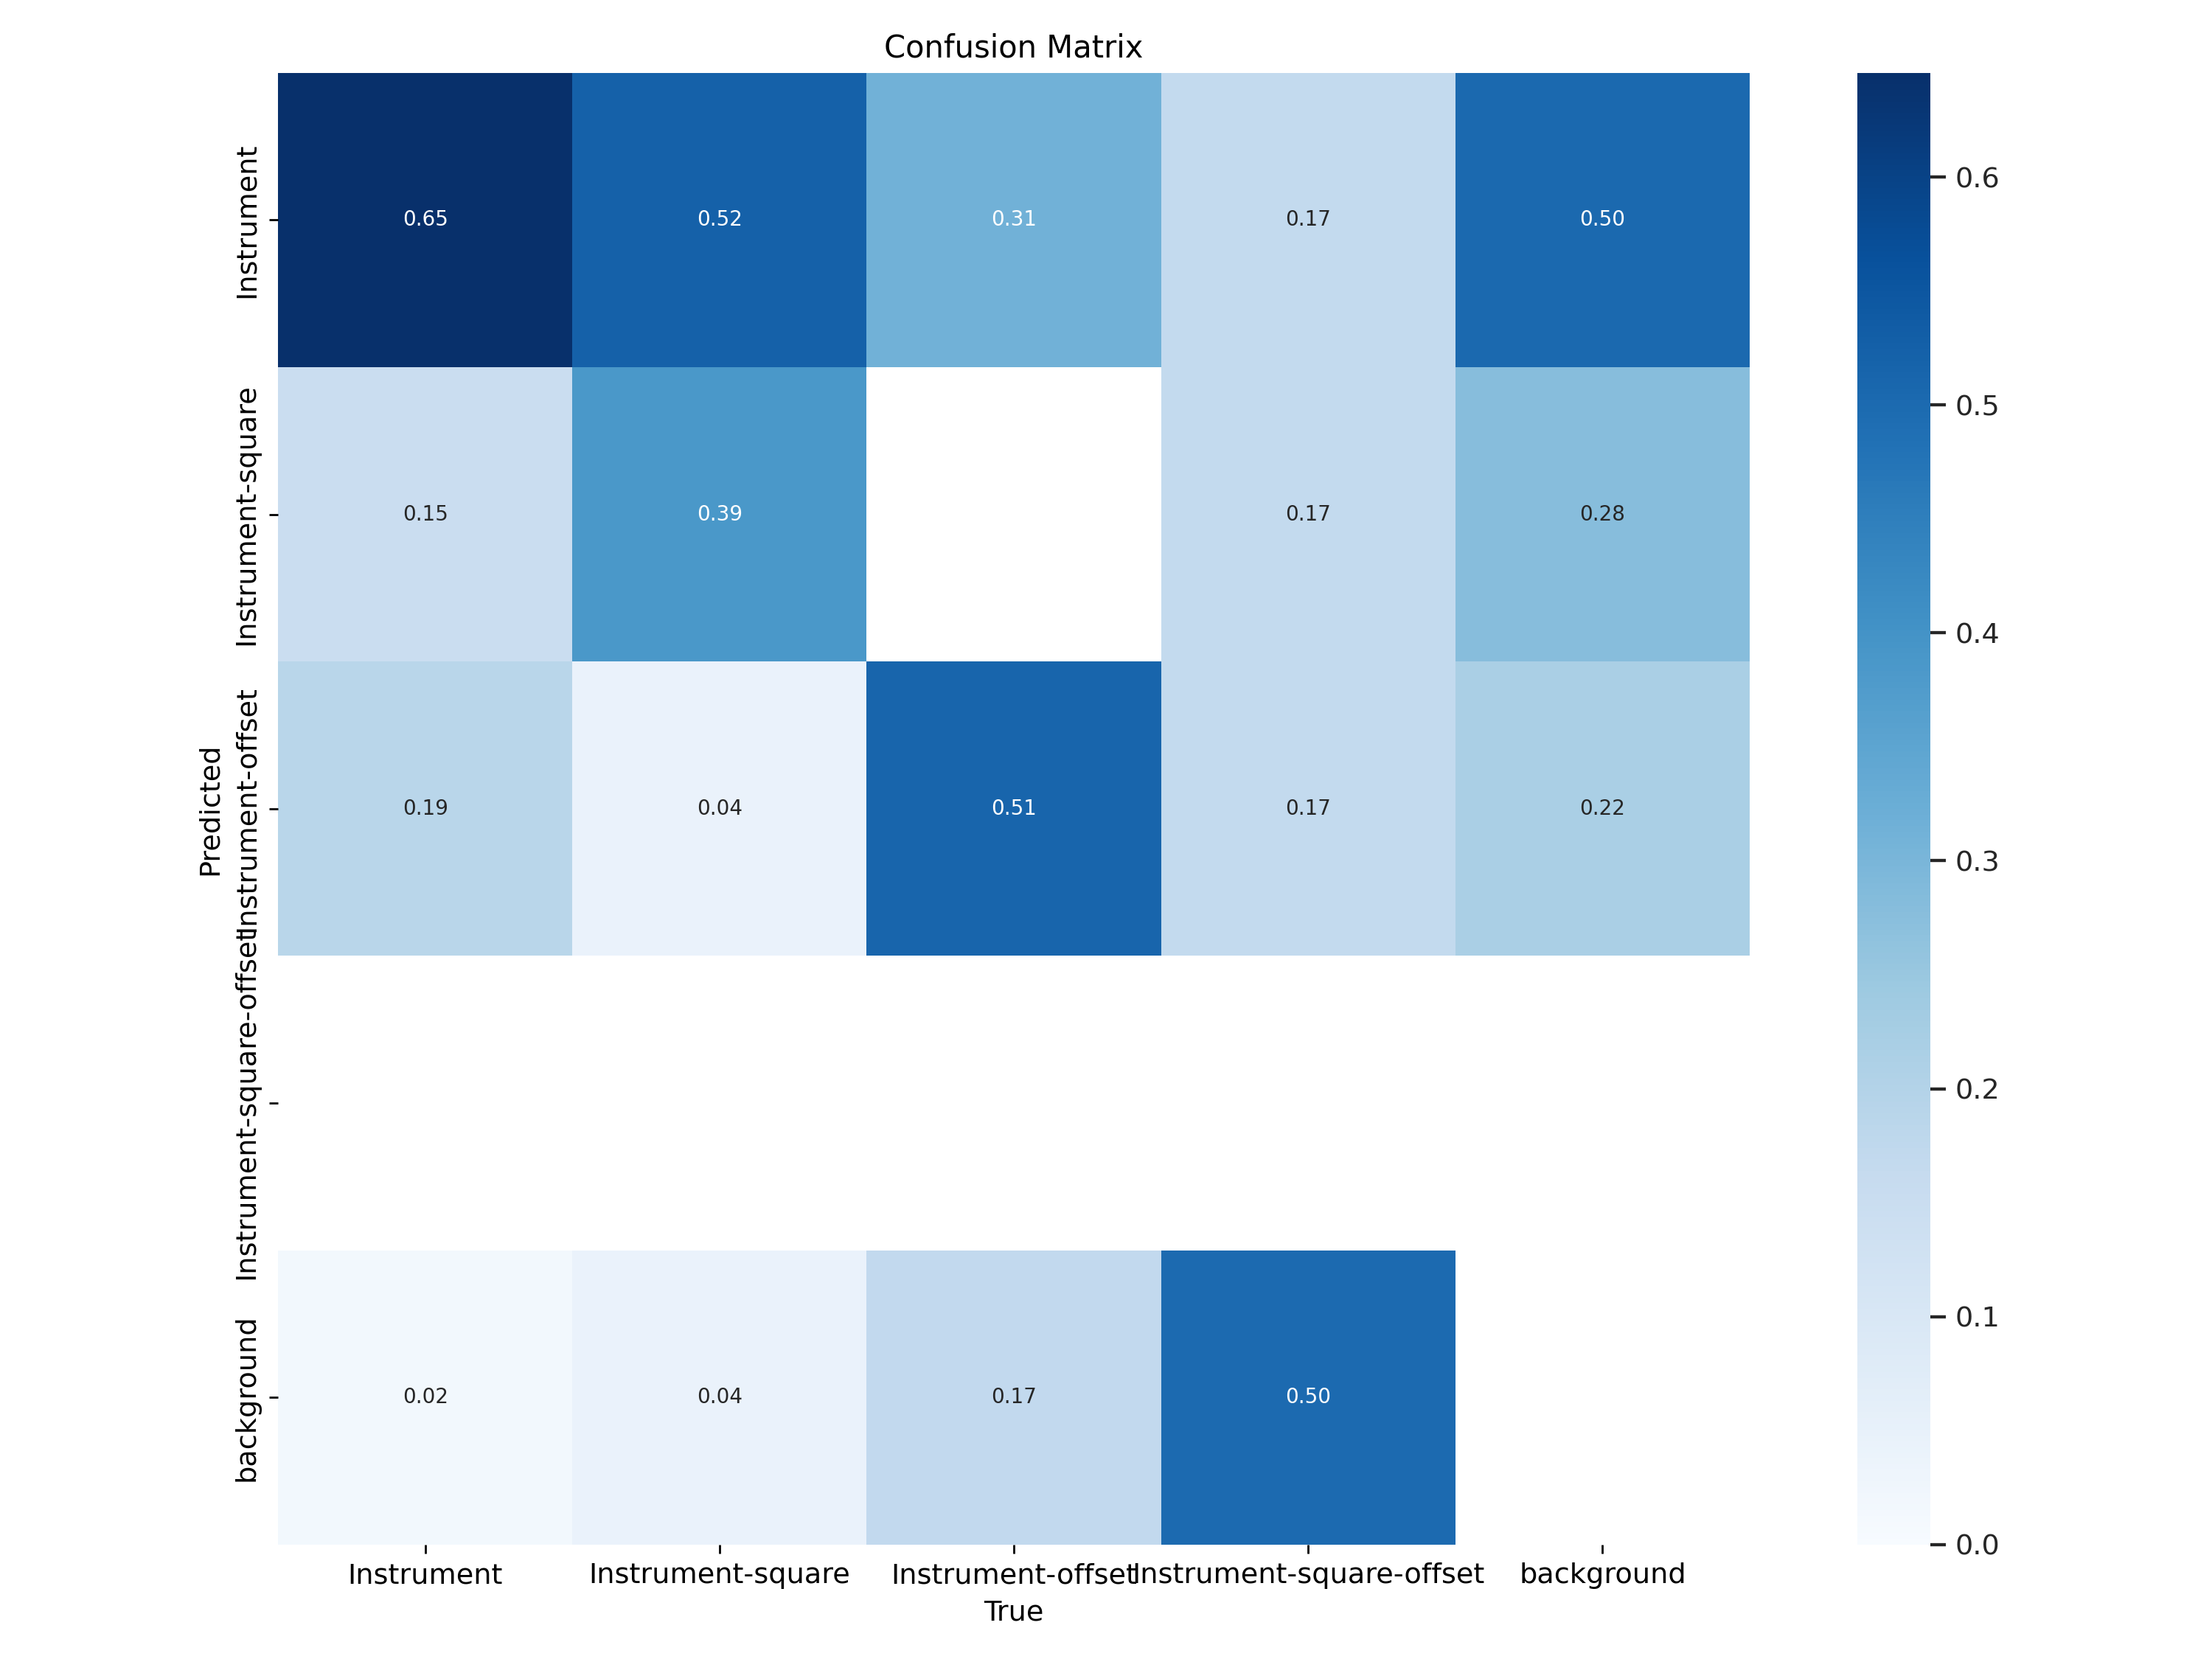 Confusion Matrix
Instrument
0.65 0.52 0.31 0.17 0.50
0.6
0.5
Instrument-square
0.15 0.39 0.17 0.28
0.4
Predicted
Instrument-offset
0.19 0.04 0.51 0.17 0.22
0.3
0.2
Instrument-square-offset
background
0.02 0.04 0.17 0.50
0.1
0.0
Instrument Instrument-square Instrument-offset Instrument-square-offset background
True